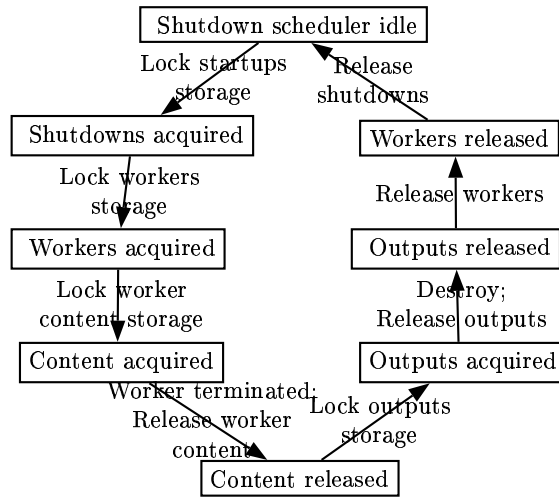 Shutdown scheduler idle
Lock startups
storage
Release
shutdowns
Shutdowns acquired
Workers released
Lock workers
storage
Release workers
Workers acquired
Outputs released
Lock worker
content storage
Destroy;
Release outputs
Content acquired
Outputs acquired
Worker terminated;
Release worker
content
Lock outputs
storage
Content released